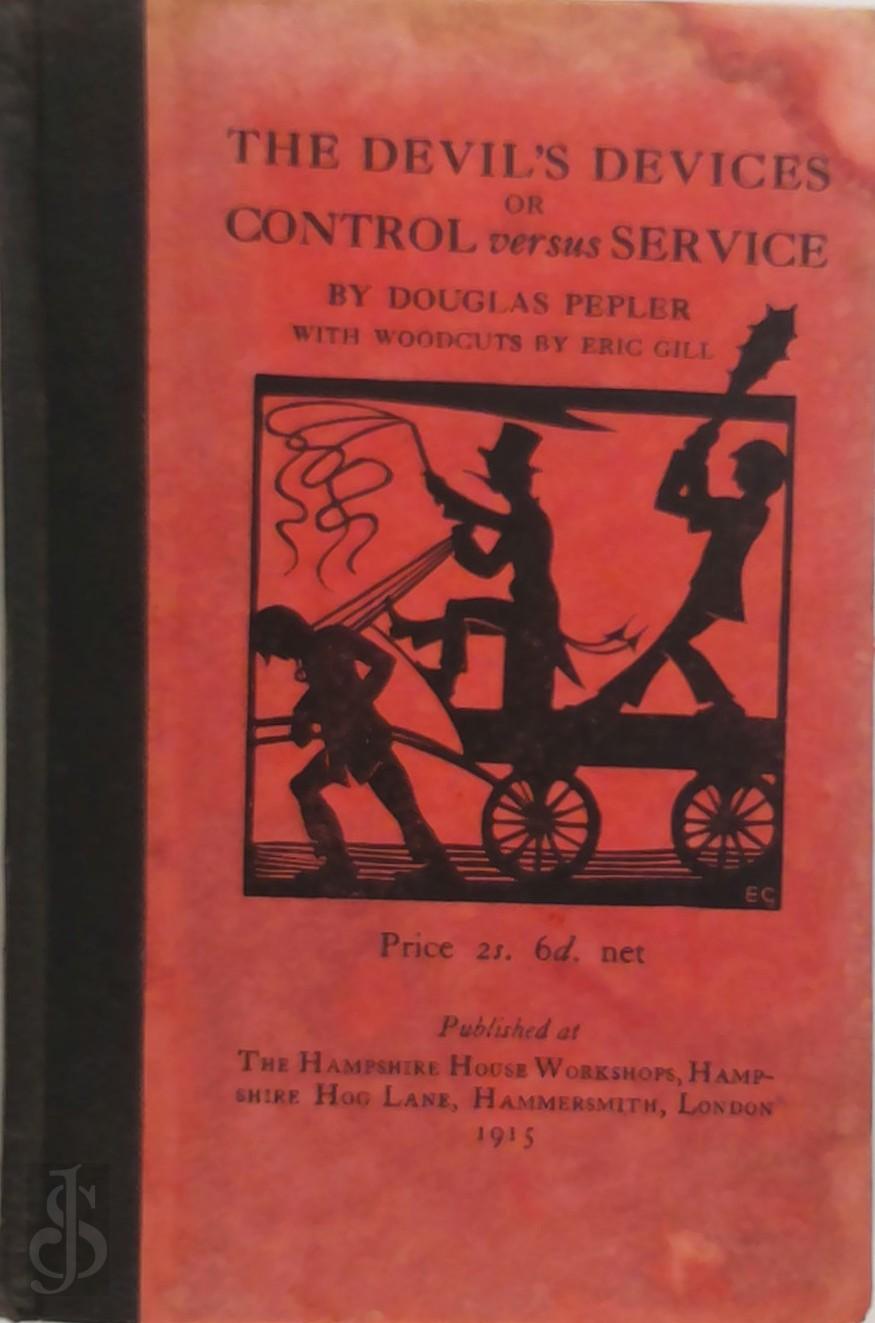 THE DEVIL'S DEVICES
OR
CONTROL versus SERVICE
BY DOUGLAS PEPLER
WITH WOODCUTS BY ERIC GILL
EG
Price 2s. 6d. net
Published at
THE HAMPSHIRE HOUSE WORKSHOPS, HAMP-
SHIRE HOG LANE, HAMMERSMITH, LONDON
1915
JS